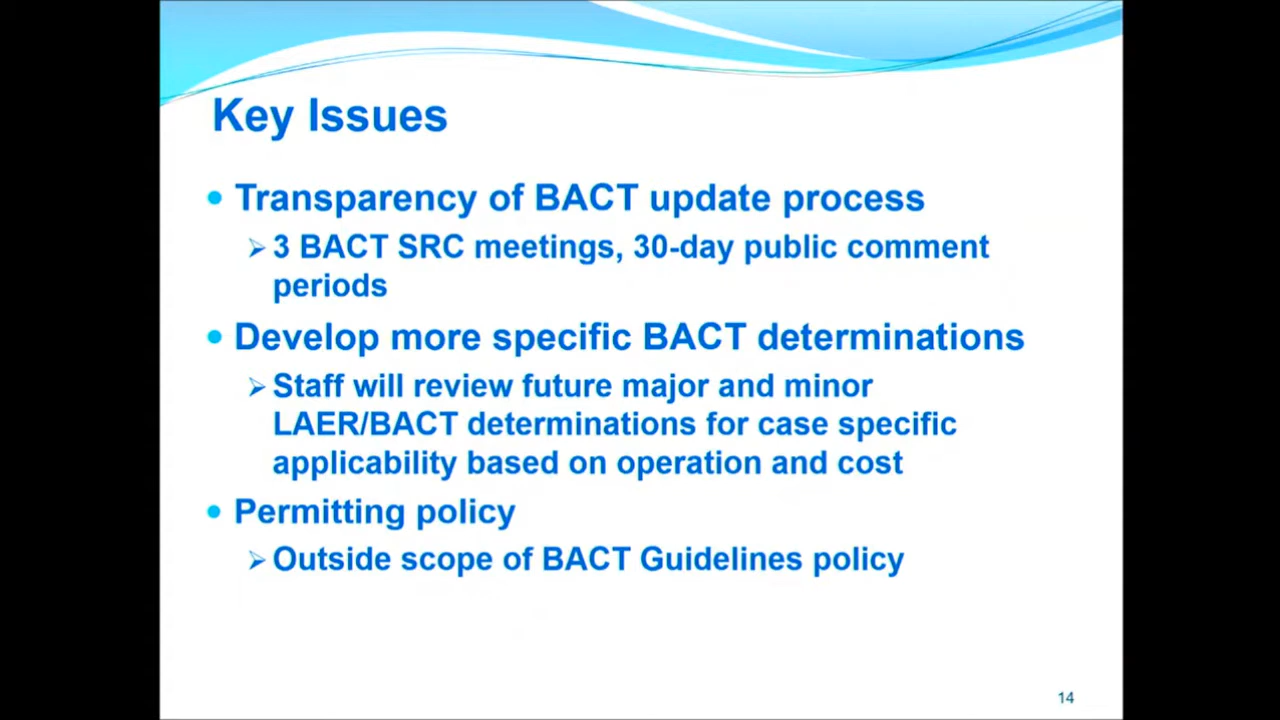 Key Issues
Transparency of BACT update process
3 BACT SRC meetings, 30-day public comment
periods
Develop more specific BACT determinations
Staff will review future major and minor
LAER/BACT determinations for case specific
applicability based on operation and cost
Permitting policy
Outside scope of BACT Guidelines policy
14